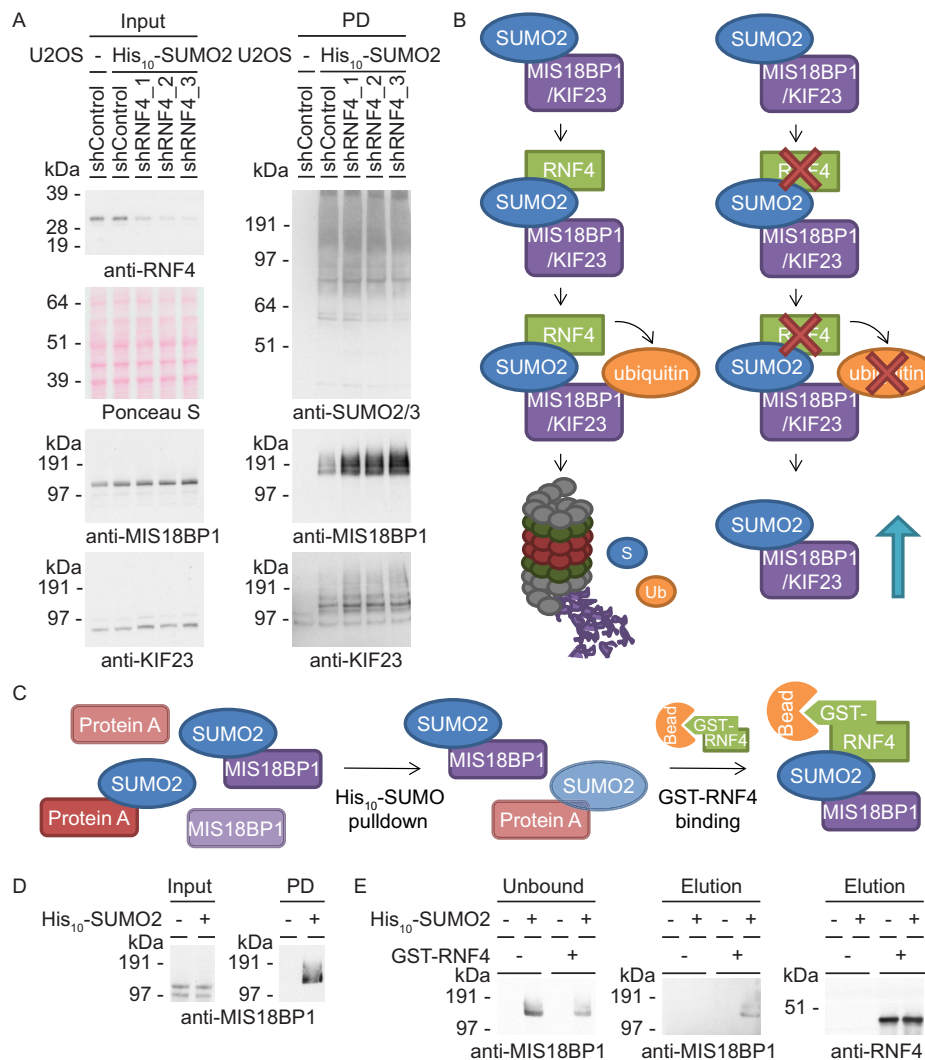 A
Input
PD
U2OS - His10-SUMO2
U2OS - His10-SUMO2
shControl
shControl
shRNF4_1
shRNF4_2
shRNF4_3
shControl
shControl
shRNF4_1
shRNF4_2
shRNF4_3
kDa
39 -
28 -
19 -
anti-RNF4
64 -
51 -
39 -
Ponceau S
kDa
191 -
97 -
anti-MIS18BP1
kDa
191 -
97 -
anti-KIF23
kDa
191 -
97 -
64 -
51 -
anti-SUMO2/3
kDa
191 -
97 -
anti-MIS18BP1
kDa
191 -
97 -
anti-KIF23
B
SUMO2
MIS18BP1
/KIF23
RNF4
SUMO2
MIS18BP1
/KIF23
RNF4
SUMO2
ubiquitin
MIS18BP1
/KIF23
S
Ub
SUMO2
MIS18BP1
/KIF23
RNF4
SUMO2
MIS18BP1
/KIF23
RNF4
SUMO2
ubiquitin
MIS18BP1
/KIF23
SUMO2
MIS18BP1
/KIF23
C
Protein A
SUMO2
MIS18BP1
SUMO2
Protein A
MIS18BP1
His10-SUMO
pulldown
SUMO2
MIS18BP1
SUMO2
Protein A
Bead
GST-
RNF4
GST-RNF4
binding
Bead
GST-
RNF4
SUMO2
MIS18BP1
D
Input
PD
His10-SUMO2 - + - +
kDa
191 -
97 -
kDa
191 -
97 -
anti-MIS18BP1
E
Unbound
Elution
Elution
His10-SUMO2 - + - + - + - + - + - +
GST-RNF4 - + - + - +
kDa
191 -
97 -
anti-MIS18BP1
kDa
191 -
97 -
anti-MIS18BP1
kDa
51 -
anti-RNF4